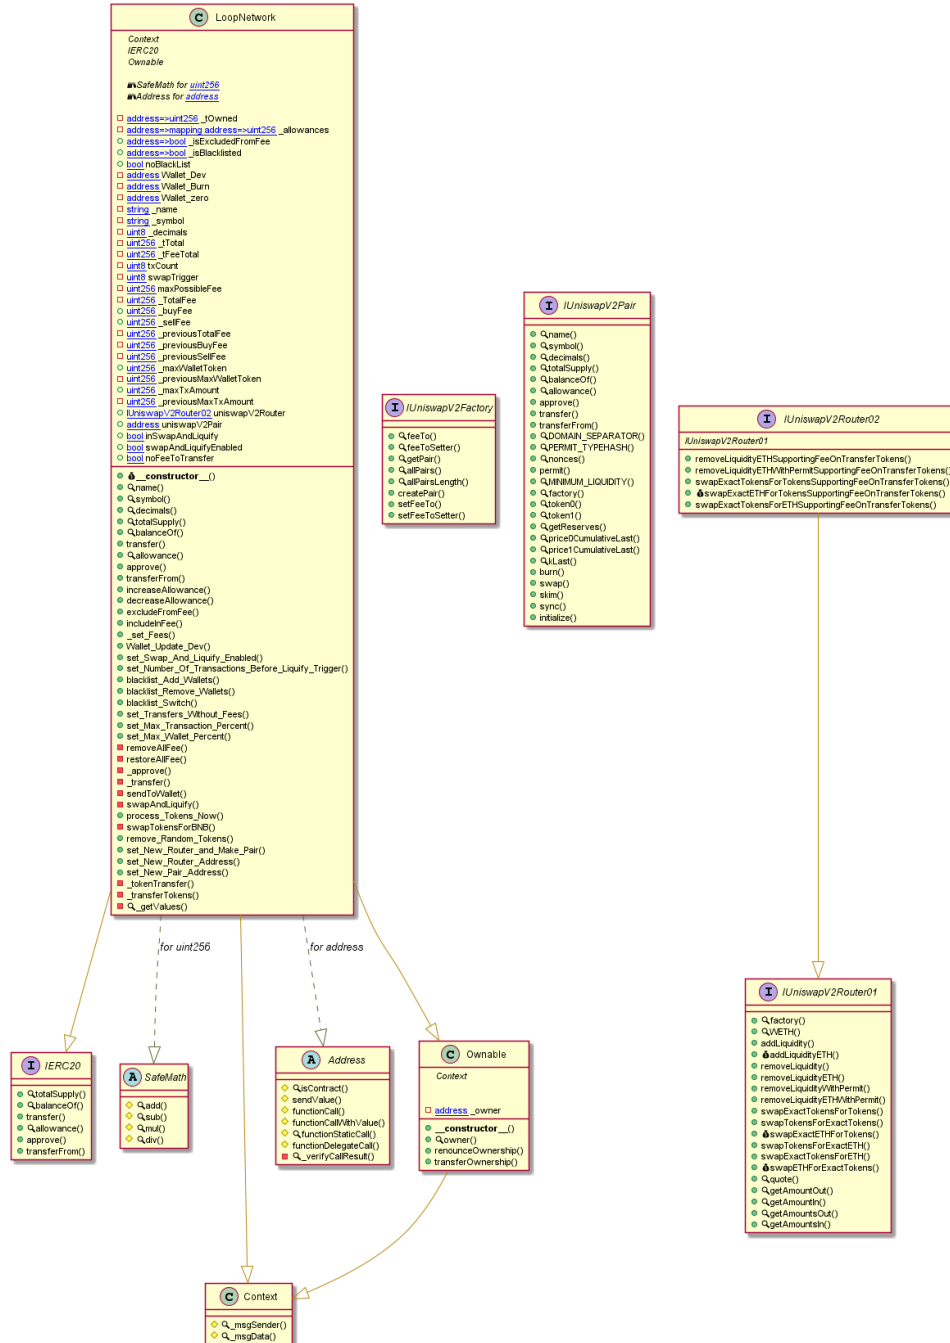 C LoopNetwork
Context
IERC20
Ownable
SafeMath for uint256
Address for address
address=>uint256 _tOwned
address=>mapping address=>uint256 _allowances
address=>bool _isExcludedFromFee
address=>bool _isBlacklisted
bool noBlackList
address Wallet_Dev
address Wallet_Burn
address Wallet_zero
string _name
string _symbol
uint8 _decimals
uint256 _tTotal
uint256 _tFeeTotal
uint8 txCount
uint8 swapTrigger
uint256 maxPossibleFee
uint256 _TotalFee
uint256 _buyFee
uint256 _sellFee
uint256 _previousTotalFee
uint256 _previousBuyFee
uint256 _previousSellFee
uint256 _maxWalletToken
uint256 _previousMaxWalletToken
uint256 _maxTxAmount
uint256 _previousMaxTxAmount
IUniswapV2Router02 uniswapV2Router
address uniswapV2Pair
bool inSwapAndLiquify
bool swapAndLiquifyEnabled
bool noFeeToTransfer
__constructor__()
name()
symbol()
decimals()
totalSupply()
balanceOf()
transfer()
allowance()
approve()
transferFrom()
increaseAllowance()
decreaseAllowance()
excludeFromFee()
includeInFee()
_set_Fees()
Wallet_Update_Dev()
set_Swap_And_Liquify_Enabled()
set_Number_Of_Transactions_Before_Liquify_Trigger()
blacklist_Add_Wallets()
blacklist_Remove_Wallets()
blacklist_Switch()
set_Transfers_Without_Fees()
set_Max_Transaction_Percent()
set_Max_Wallet_Percent()
removeAllFee()
restoreAllFee()
_approve()
_transfer()
sendToWallet()
swapAndLiquify()
process_Tokens_Now()
swapTokensForBNB()
remove_Random_Tokens()
set_New_Router_and_Make_Pair()
set_New_Router_Address()
set_New_Pair_Address()
_tokenTransfer()
_transferTokens()
_getValues()
I IUniswapV2Factory
feeTo()
feeToSetter()
getPair()
allPairs()
allPairsLength()
createPair()
setFeeTo()
setFeeToSetter()
I IUniswapV2Pair
name()
symbol()
decimals()
totalSupply()
balanceOf()
allowance()
approve()
transfer()
transferFrom()
DOMAIN_SEPARATOR()
PERMIT_TYPEHASH()
nonces()
permit()
MINIMUM_LIQUIDITY()
factory()
token0()
token1()
getReserves()
price0CumulativeLast()
price1CumulativeLast()
kLast()
burn()
swap()
skim()
sync()
initialize()
I IUniswapV2Router02
IUniswapV2Router01
removeLiquidityETHSupportingFeeOnTransferTokens()
removeLiquidityETHWithPermitSupportingFeeOnTransferTokens()
swapExactTokensForTokensSupportingFeeOnTransferTokens()
swapExactETHForTokensSupportingFeeOnTransferTokens()
swapExactTokensForETHSupportingFeeOnTransferTokens()
for uint256
for address
I IERC20
totalSupply()
balanceOf()
transfer()
allowance()
approve()
transferFrom()
A SafeMath
add()
sub()
mul()
div()
A Address
isContract()
sendValue()
functionCall()
functionCallWithValue()
functionStaticCall()
functionDelegateCall()
_verifyCallResult()
C Ownable
Context
address _owner
__constructor__()
owner()
renounceOwnership()
transferOwnership()
I IUniswapV2Router01
factory()
WETH()
addLiquidity()
addLiquidityETH()
removeLiquidity()
removeLiquidityETH()
removeLiquidityWithPermit()
removeLiquidityETHWithPermit()
swapExactTokensForTokens()
swapTokensForExactTokens()
swapExactETHForTokens()
swapTokensForExactETH()
swapExactTokensForETH()
swapETHForExactTokens()
quote()
getAmountOut()
getAmountIn()
getAmountsOut()
getAmountsIn()
C Context
_msgSender()
_msgData()